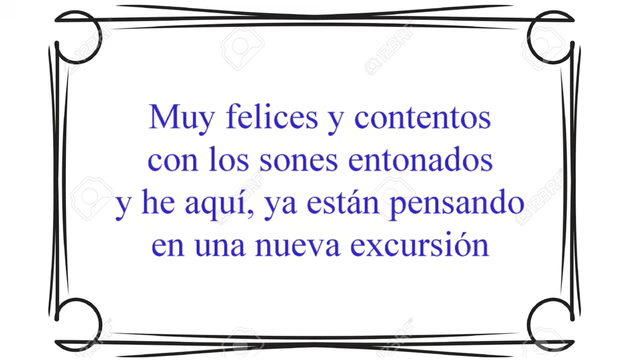 Muy felices y contentos
con los sones entonados
y he aquí, ya están pensando
en una nueva excursión